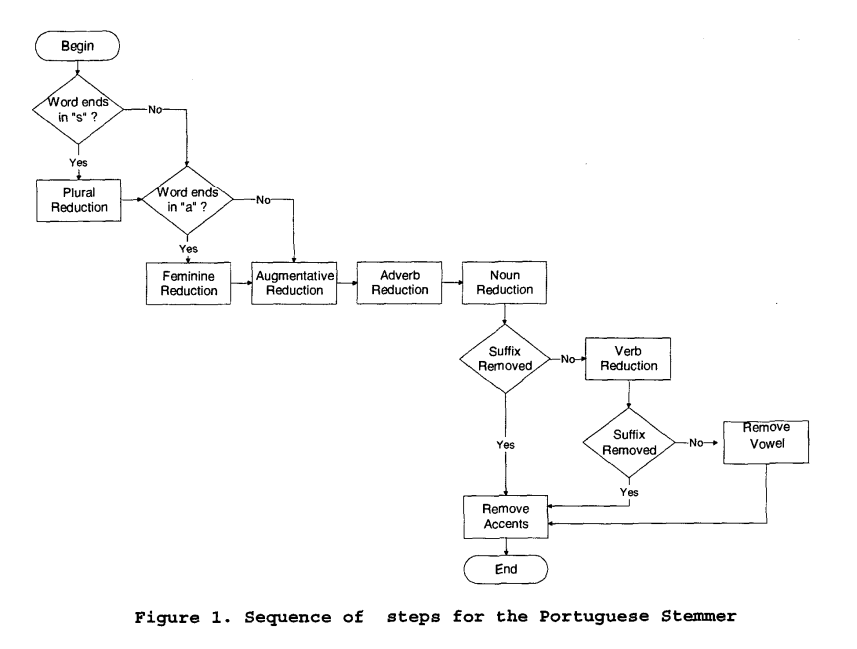 Begin
Word ends
in "s" ?
No
Yes
Plural
Reduction
Word ends
in "a" ?
No
Yes
Feminine
Reduction
Augmentative
Reduction
Adverb
Reduction
Noun
Reduction
Suffix
Removed
No
Verb
Reduction
Yes
Suffix
Removed
No
Remove
Vowel
Yes
Remove
Accents
End
Figure 1. Sequence of steps for the Portuguese Stemmer